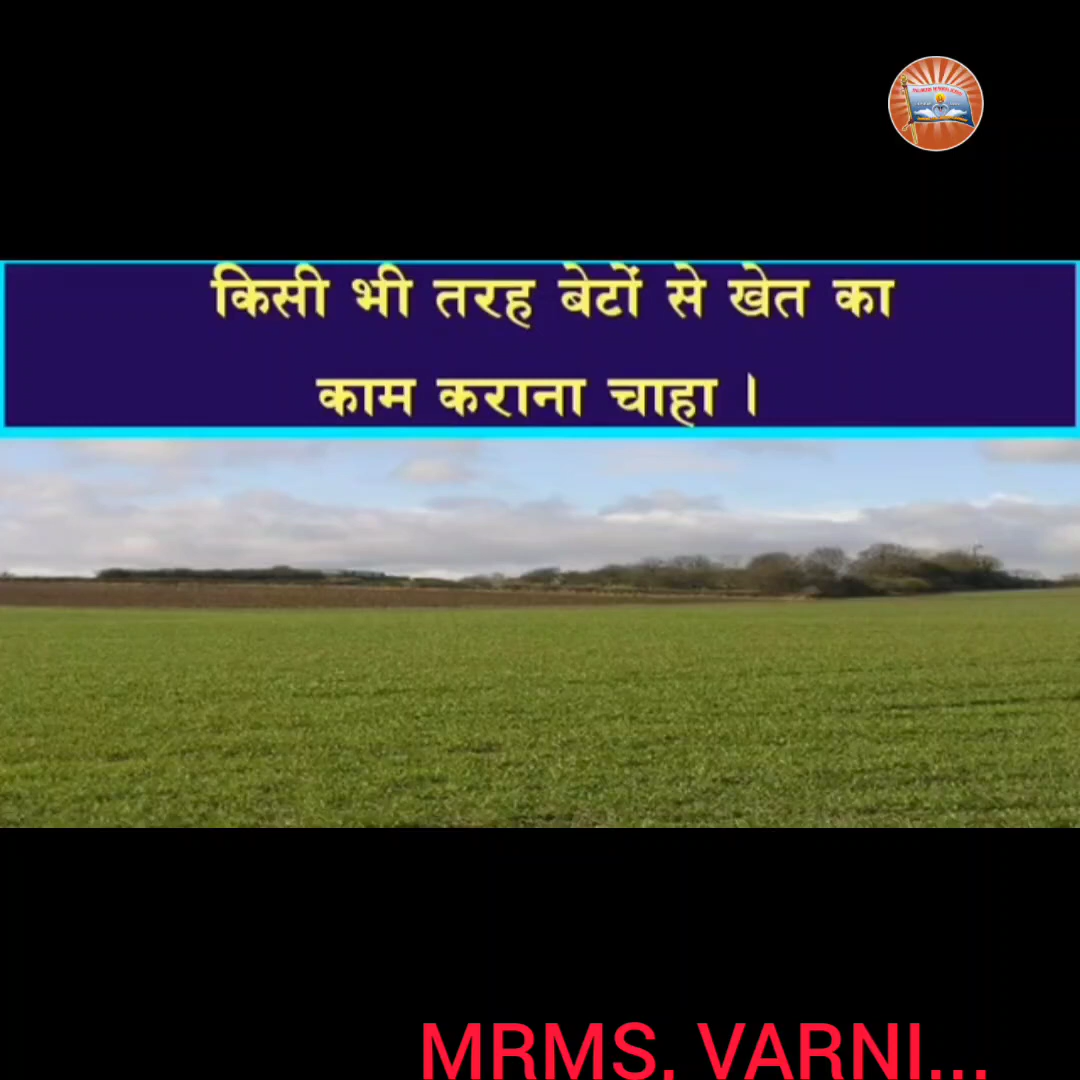 किसी भी तरह बेटों से खेत का
काम कराना चाहा ।
MRMS. VARNI...